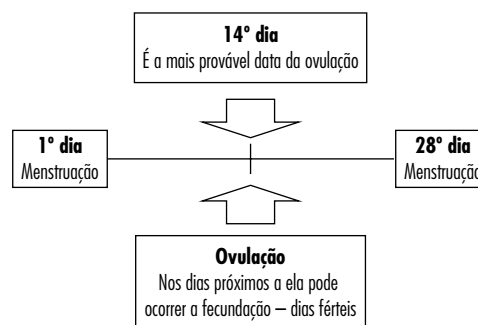 14º dia
É a mais provável data da ovulação
1º dia
Menstruação
28º dia
Menstruação
Ovulação
Nos dias próximos a ela pode
ocorrer a fecundação – dias férteis